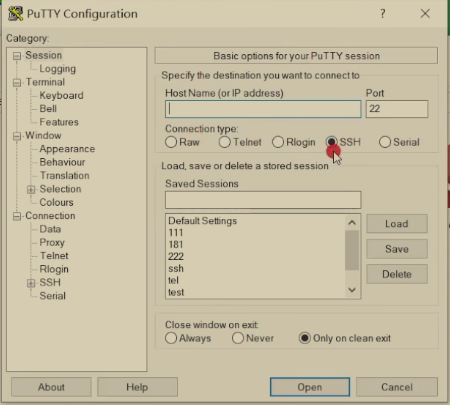 PuTTY Configuration
? ×
Category:
Session
Logging
Terminal
Keyboard
Bell
Features
Window
Appearance
Behaviour
Translation
Selection
Colours
Connection
Data
Proxy
Telnet
Rlogin
SSH
Serial
Basic options for your PuTTY session
Specify the destination you want to connect to
Host Name (or IP address) Port
22
Connection type:
Raw Telnet Rlogin SSH Serial
Load, save or delete a stored session
Saved Sessions
Default Settings
111
181
222
ssh
tel
test
Load
Save
Delete
Close window on exit:
Always Never Only on clean exit
About Help Open Cancel